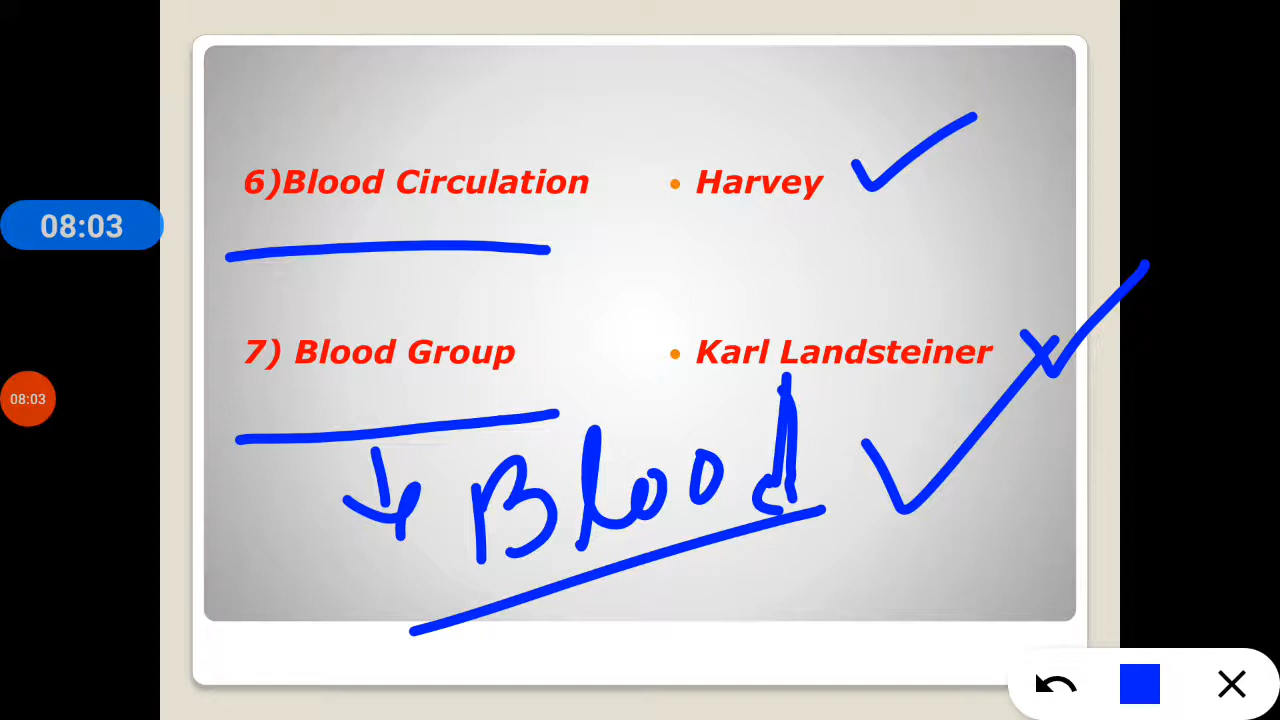 6)Blood Circulation • Harvey
08:03
7) Blood Group • Karl Landsteiner
08:03
Blood